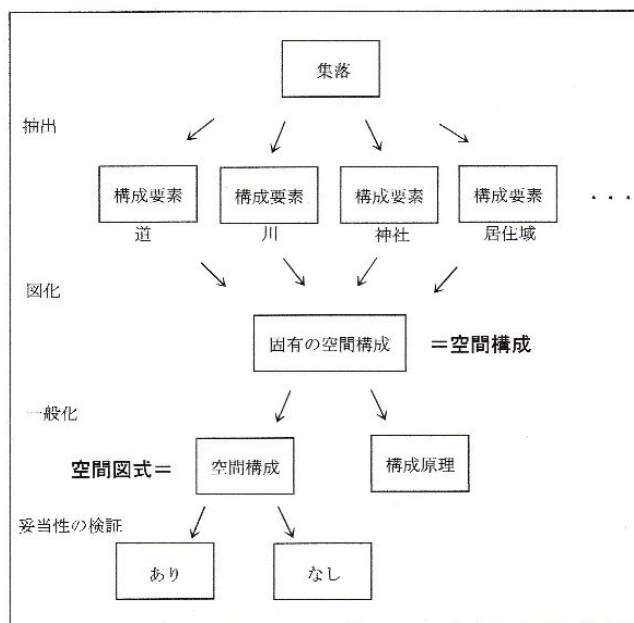 集落
抽出
構成要素 構成要素 構成要素 構成要素 ・・・
道 川 神社 居住域
図化
固有の空間構成 ＝空間構成
一般化
空間図式＝ 空間構成 構成原理
妥当性の検証
あり なし